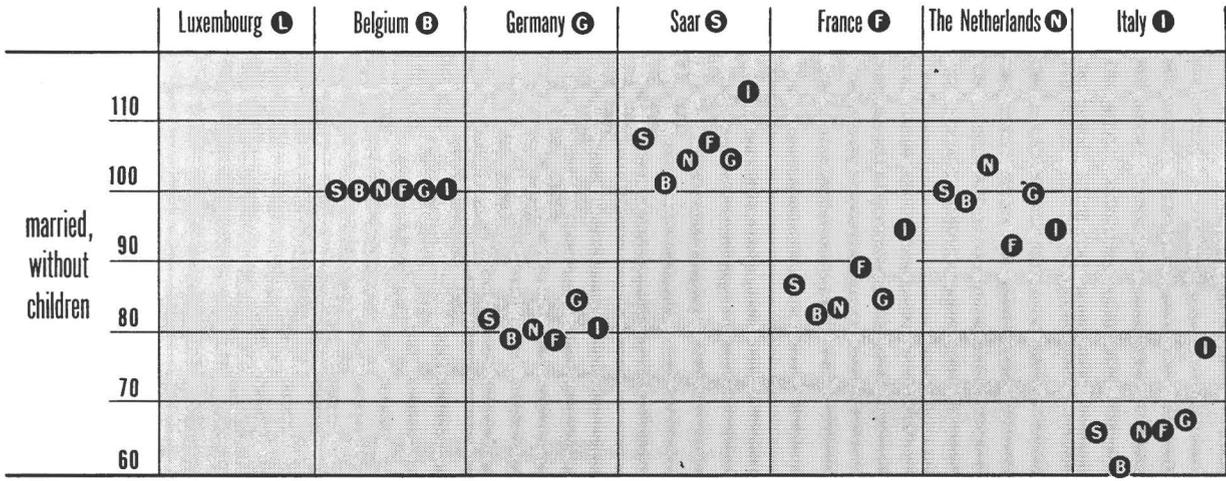 Luxembourg L Belgium B Germany G Saar S France F The Netherlands N Italy I
110
100
90
80
70
60
married,
without
children
S B N F G I
S B N F G I
S B N F G I
S B N F G I
S B N F G I
S B N F G I